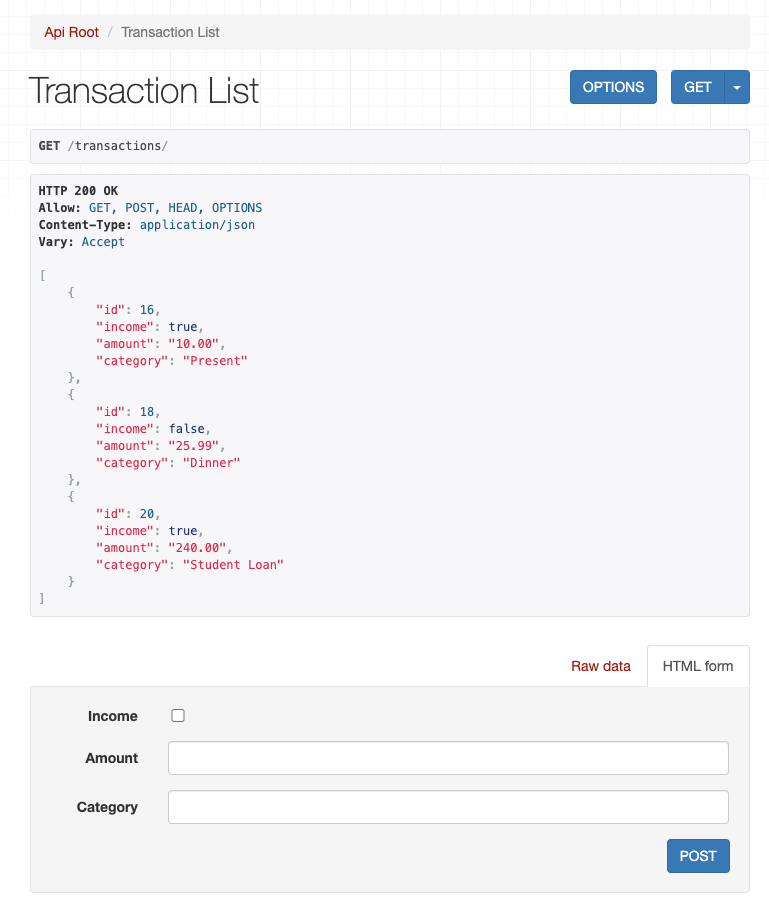 Api Root / Transaction List
Transaction List
OPTIONS
GET
GET /transactions/
HTTP 200 OK
Allow: GET, POST, HEAD, OPTIONS
Content-Type: application/json
Vary: Accept
[
    {
        "id": 16,
        "income": true,
        "amount": "10.00",
        "category": "Present"
    },
    {
        "id": 18,
        "income": false,
        "amount": "25.99",
        "category": "Dinner"
    },
    {
        "id": 20,
        "income": true,
        "amount": "240.00",
        "category": "Student Loan"
    }
]
Raw data
HTML form
Income
Amount
Category
POST